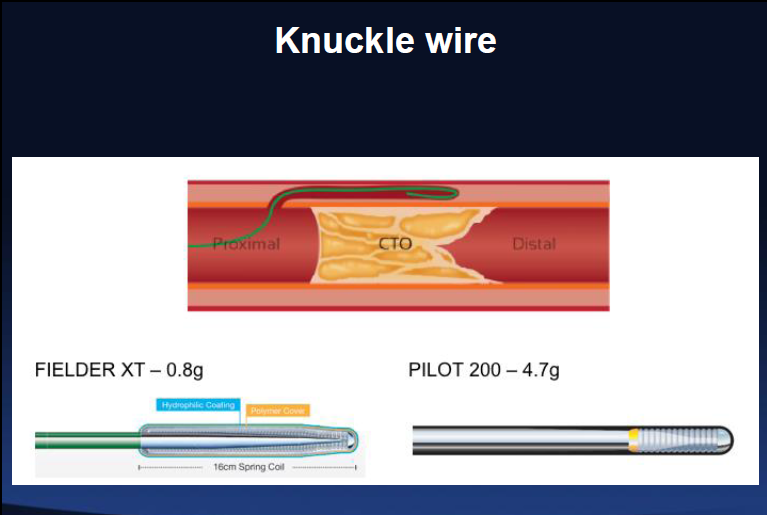 Knuckle wire
Proximal
CTO
Distal
FIELDER XT – 0.8g
PILOT 200 – 4.7g
Hydrophilic Coating
Polymer Cover
16cm Spring Coil